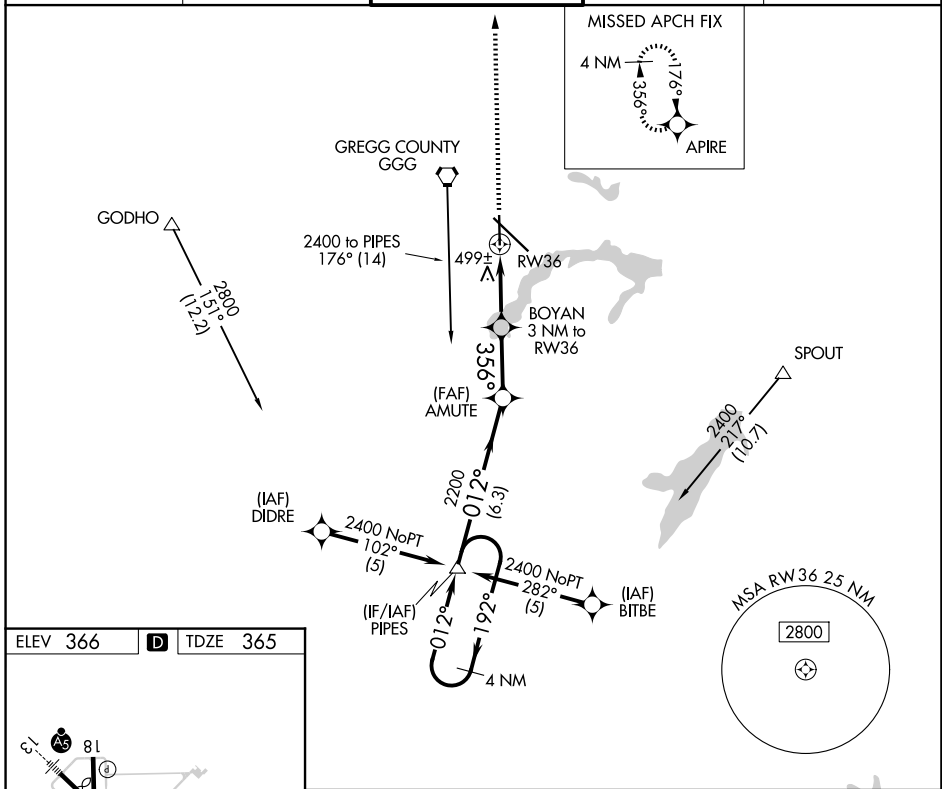 MISSED APCH FIX
4 NM
356°
176°
APIRE
GREGG COUNTY
GGG
GODHO
2800
151°
(12.2)
2400 to PIPES
176° (14)
499±
RW36
BOYAN
3 NM to
RW36
356°
(FAF)
AMUTE
SPOUT
2400
217°
(10.7)
2200
012°
(6.3)
(IAF)
DIDRE
2400 NoPT
102°
(5)
2400 NoPT
282°
(5)
(IAF)
BITBE
(IF/IAF)
PIPES
012°
192°
4 NM
MSA RW36 25 NM
2800
ELEV 366 D TDZE 365
13
A5
18
P